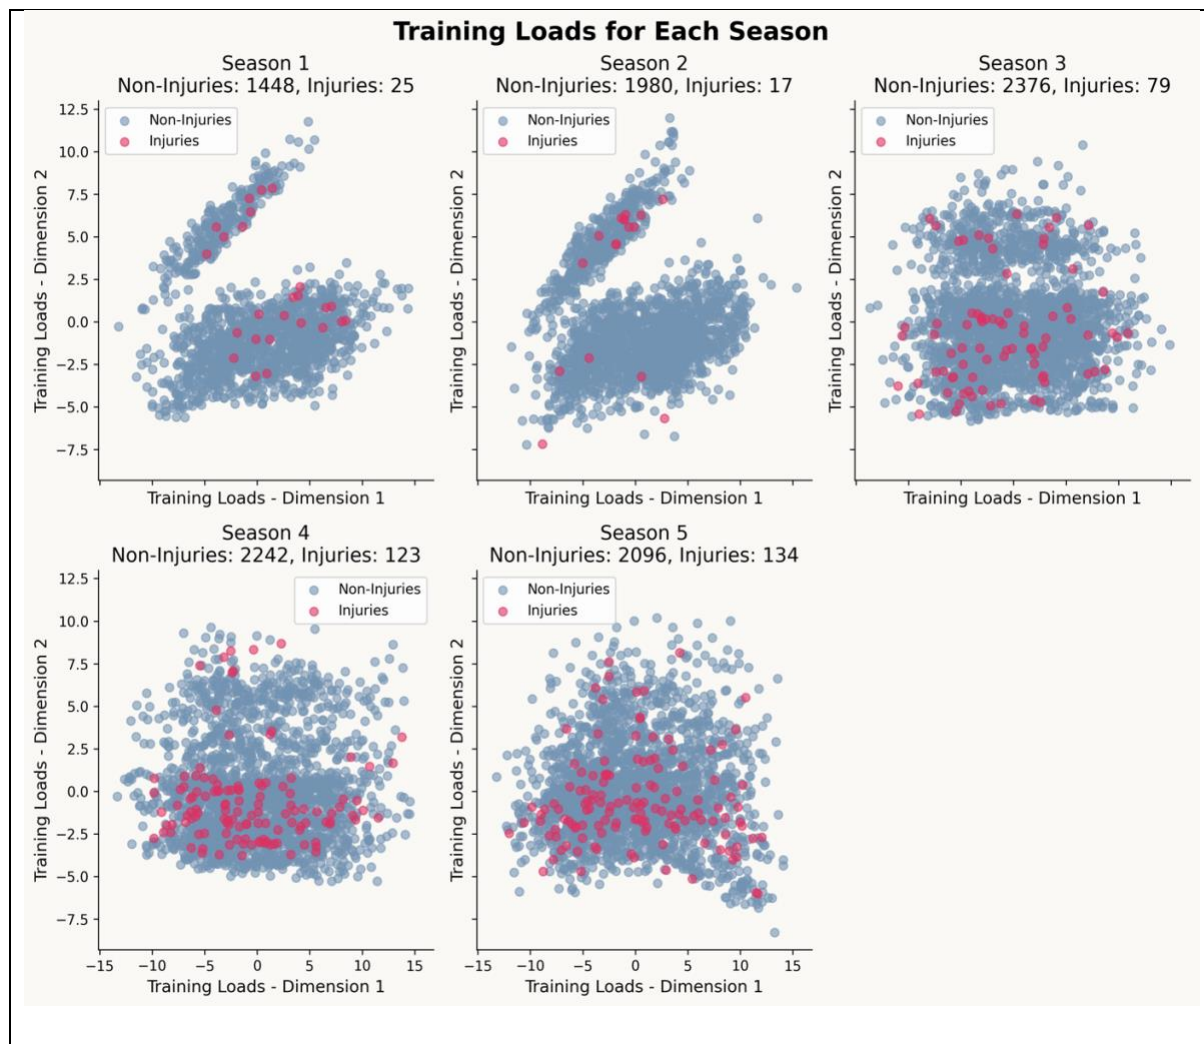 Training Loads for Each Season
Season 1
Non-Injuries: 1448, Injuries: 25
Non-Injuries
Injuries
12.5
10.0
7.5
5.0
2.5
0.0
−2.5
−5.0
−7.5
Training Loads - Dimension 2
Training Loads - Dimension 1
Season 2
Non-Injuries: 1980, Injuries: 17
Non-Injuries
Injuries
Training Loads - Dimension 2
Training Loads - Dimension 1
Season 3
Non-Injuries: 2376, Injuries: 79
Non-Injuries
Injuries
Training Loads - Dimension 2
Training Loads - Dimension 1
Season 4
Non-Injuries: 2242, Injuries: 123
Non-Injuries
Injuries
12.5
10.0
7.5
5.0
2.5
0.0
−2.5
−5.0
−7.5
Training Loads - Dimension 2
−15 −10 −5 0 5 10 15
Training Loads - Dimension 1
Season 5
Non-Injuries: 2096, Injuries: 134
Non-Injuries
Injuries
Training Loads - Dimension 2
−15 −10 −5 0 5 10 15
Training Loads - Dimension 1